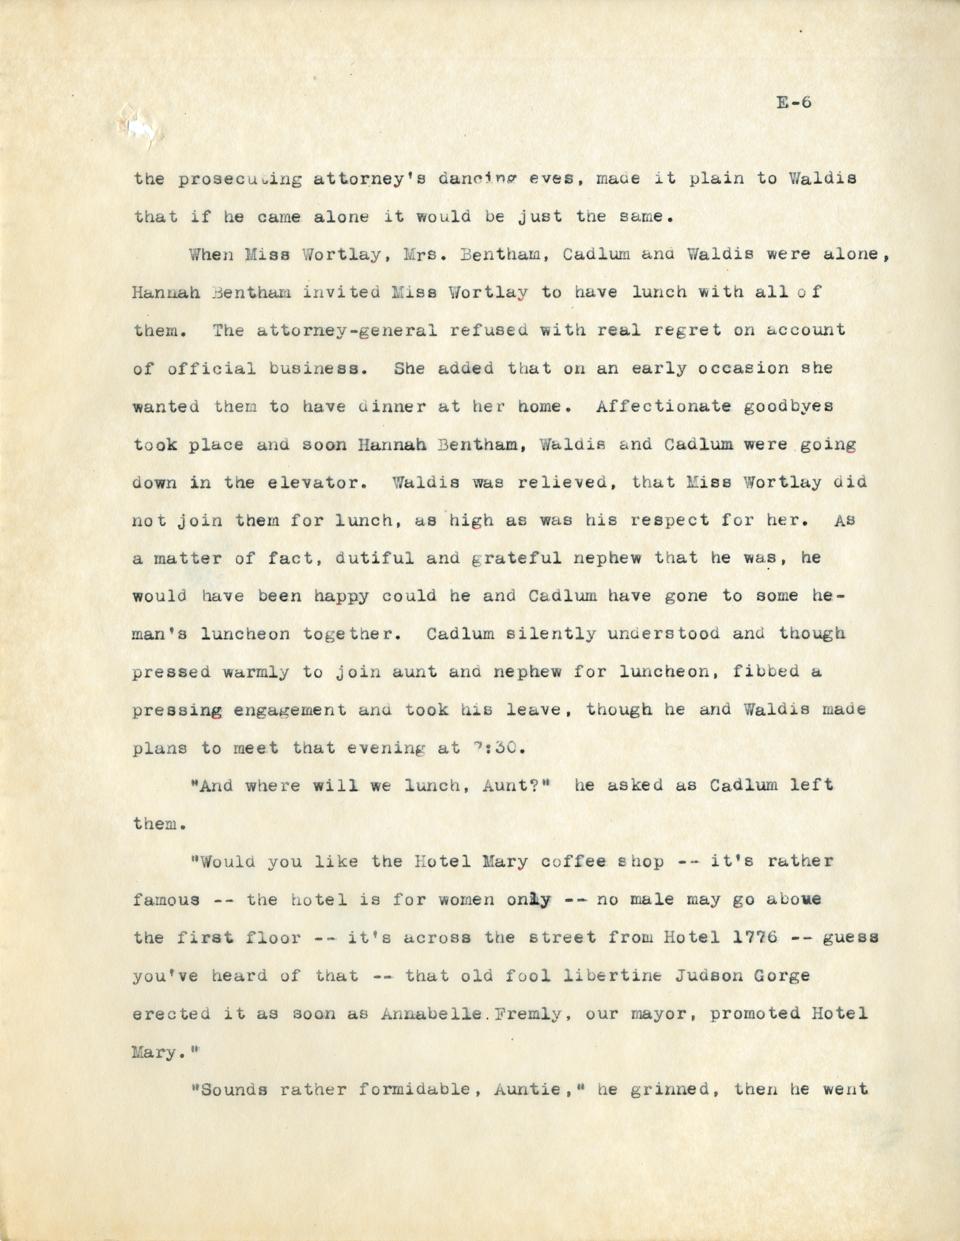 E-6
the prosecuting attorney's dancing eyes, made it plain to Waldis
that if he came alone it would be just the same.
When Miss Wortlay, Mrs. Bentham, Cadlum and Waldis were alone,
Hannah Bentham invited Miss Wortlay to have lunch with all of
them. The attorney-general refused with real regret on account
of official business. She added that on an early occasion she
wanted them to have dinner at her home. Affectionate goodbyes
took place and soon Hannah Bentham, Waldis and Cadlum were going
down in the elevator. Waldis was relieved, that Miss Wortlay did
not join them for lunch, as high as was his respect for her. As
a matter of fact, dutiful and grateful nephew that he was, he
would have been happy could he and Cadlum have gone to some he-
man's luncheon together. Cadlum silently understood and though
pressed warmly to join aunt and nephew for luncheon, fibbed a
pressing engagement and took his leave, though he and Waldis made
plans to meet that evening at 7:30.
"And where will we lunch, Aunt?" he asked as Cadlum left
them.
"Would you like the Hotel Mary coffee shop -- it's rather
famous -- the hotel is for women only -- no male may go above
the first floor -- it's across the street from Hotel 1776 -- guess
you've heard of that -- that old fool libertine Judson Gorge
erected it as soon as Annabelle Fremly, our mayor, promoted Hotel
Mary."
"Sounds rather formidable, Auntie," he grinned, then he went